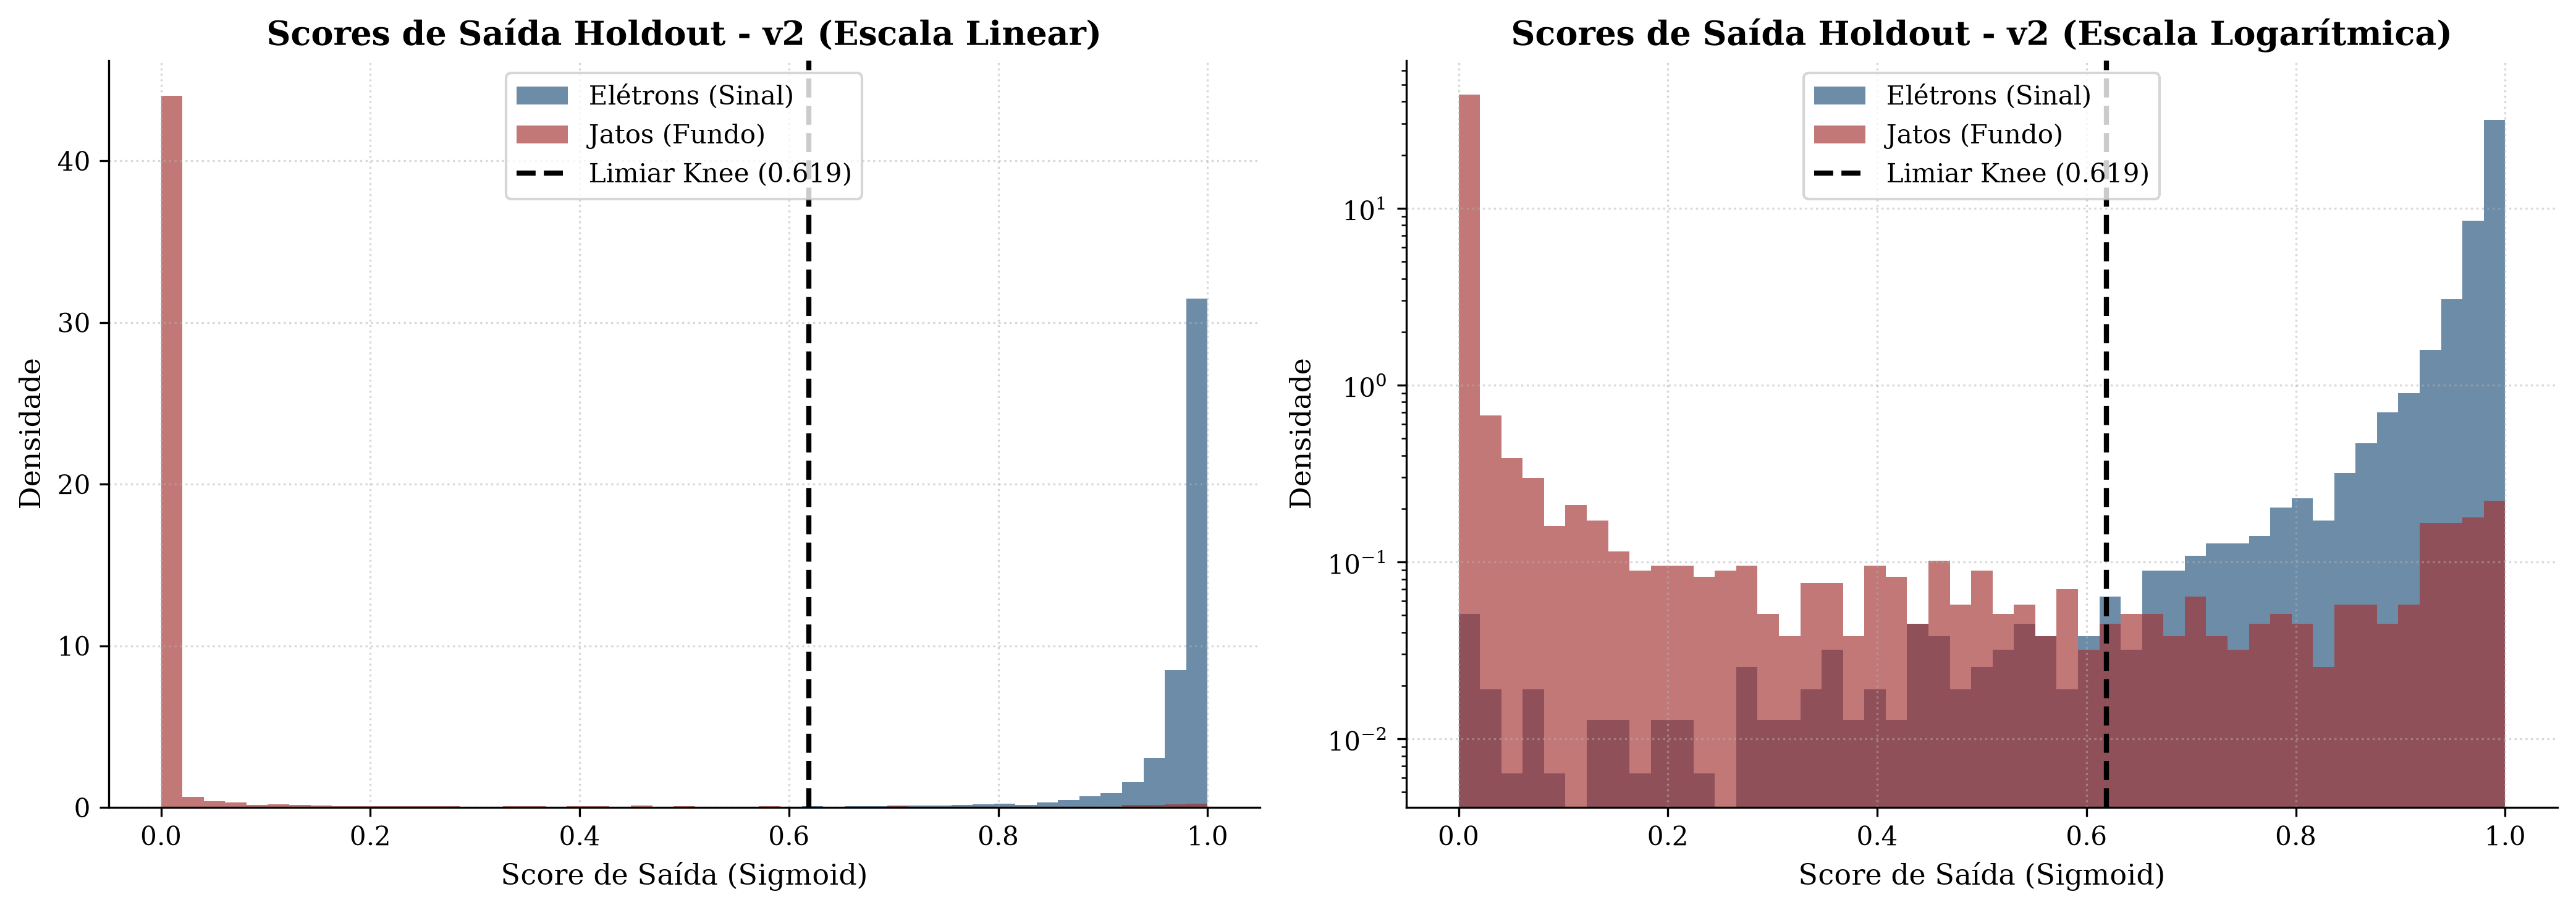 Scores de Saída Holdout - v2 (Escala Linear)
Elétrons (Sinal)
Jatos (Fundo)
Limiar Knee (0.619)
Densidade
40
30
20
10
0
0.0 0.2 0.4 0.6 0.8 1.0
Score de Saída (Sigmoid)
Scores de Saída Holdout - v2 (Escala Logarítmica)
Elétrons (Sinal)
Jatos (Fundo)
Limiar Knee (0.619)
Densidade
10¹
10⁰
10⁻¹
10⁻²
0.0 0.2 0.4 0.6 0.8 1.0
Score de Saída (Sigmoid)